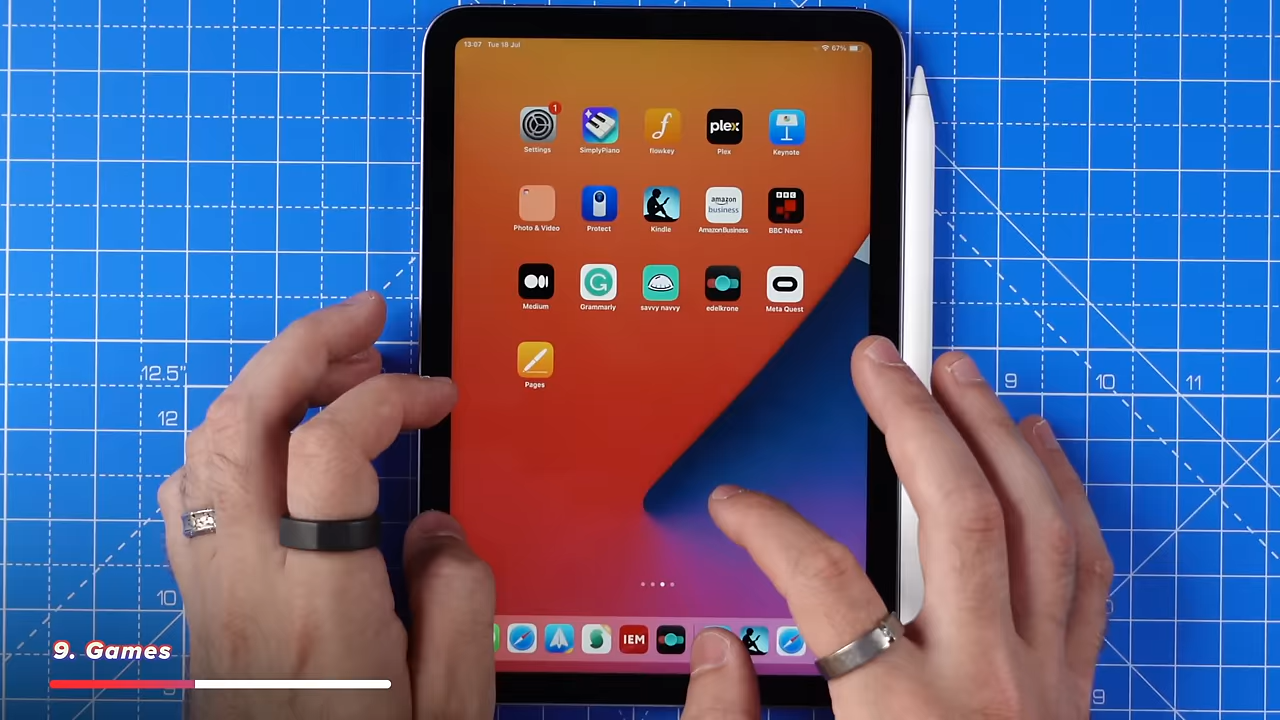 13:07 Tue 18 Jul
67%
1
Settings SimplyPiano flowkey Plex Keynote
plex
amazon business
BBC
Photo & Video Protect Kindle Amazon Business BBC News
Medium Grammarly savvy navvy edelkrone Meta Quest
Pages
IEM
12.5"
12
10
9
10
11
9
9. Games